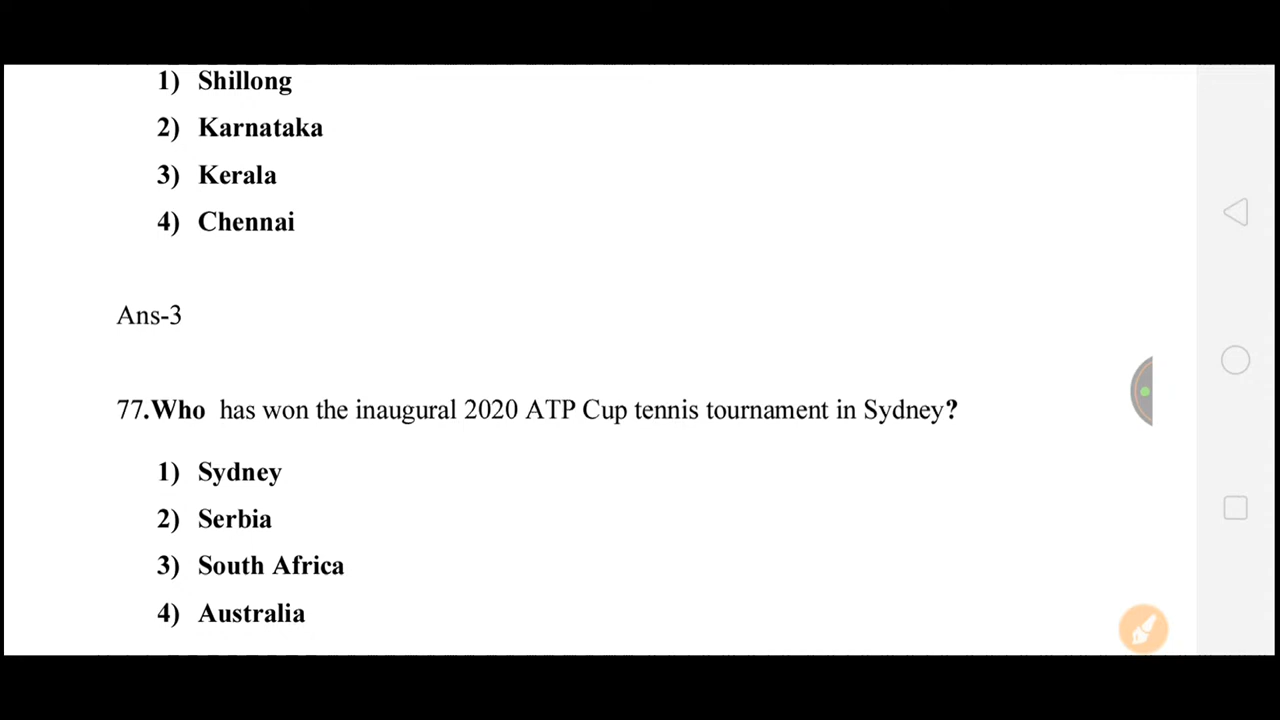 1) Shillong
2) Karnataka
3) Kerala
4) Chennai
Ans-3
77.Who has won the inaugural 2020 ATP Cup tennis tournament in Sydney?
1) Sydney
2) Serbia
3) South Africa
4) Australia